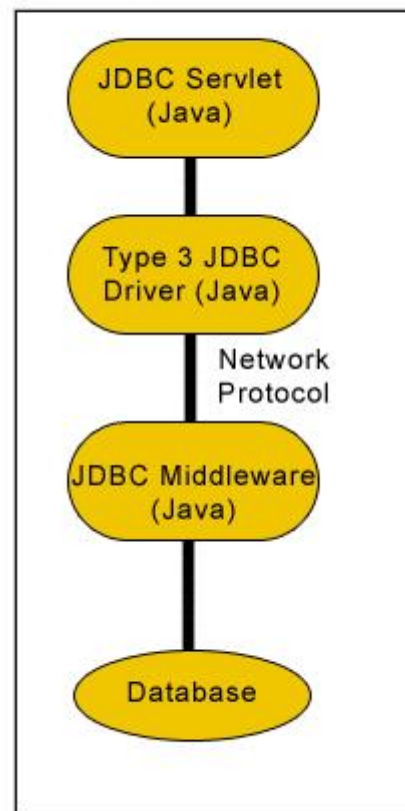 JDBC Servlet
(Java)
Type 3 JDBC
Driver (Java)
Network
Protocol
JDBC Middleware
(Java)
Database